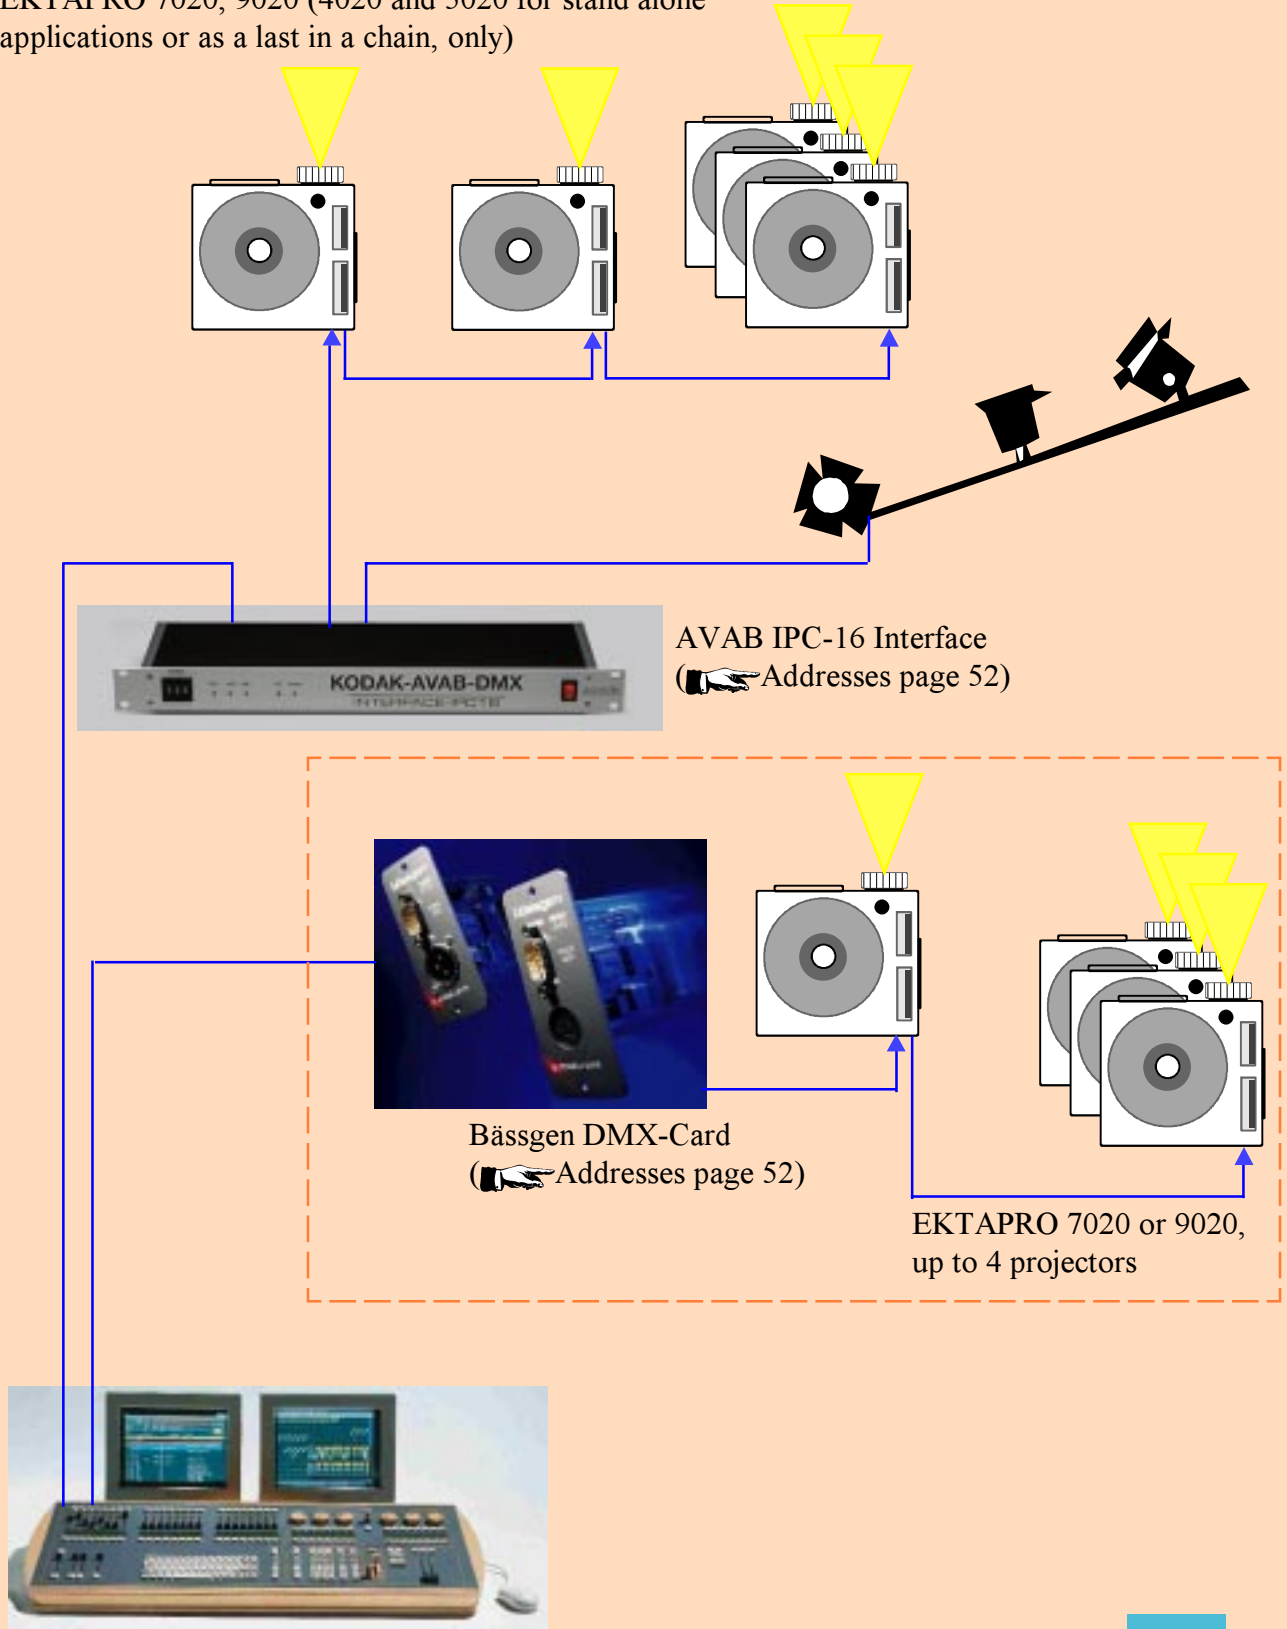 EKTAPRO 7020, 9020 (4020 and 5020 for stand alone
applications or as a last in a chain, only)
AVAB IPC-16 Interface
(Addresses page 52)
KODAK-AVAB-DMX
Bässgen DMX-Card
(Addresses page 52)
EKTAPRO 7020 or 9020,
up to 4 projectors